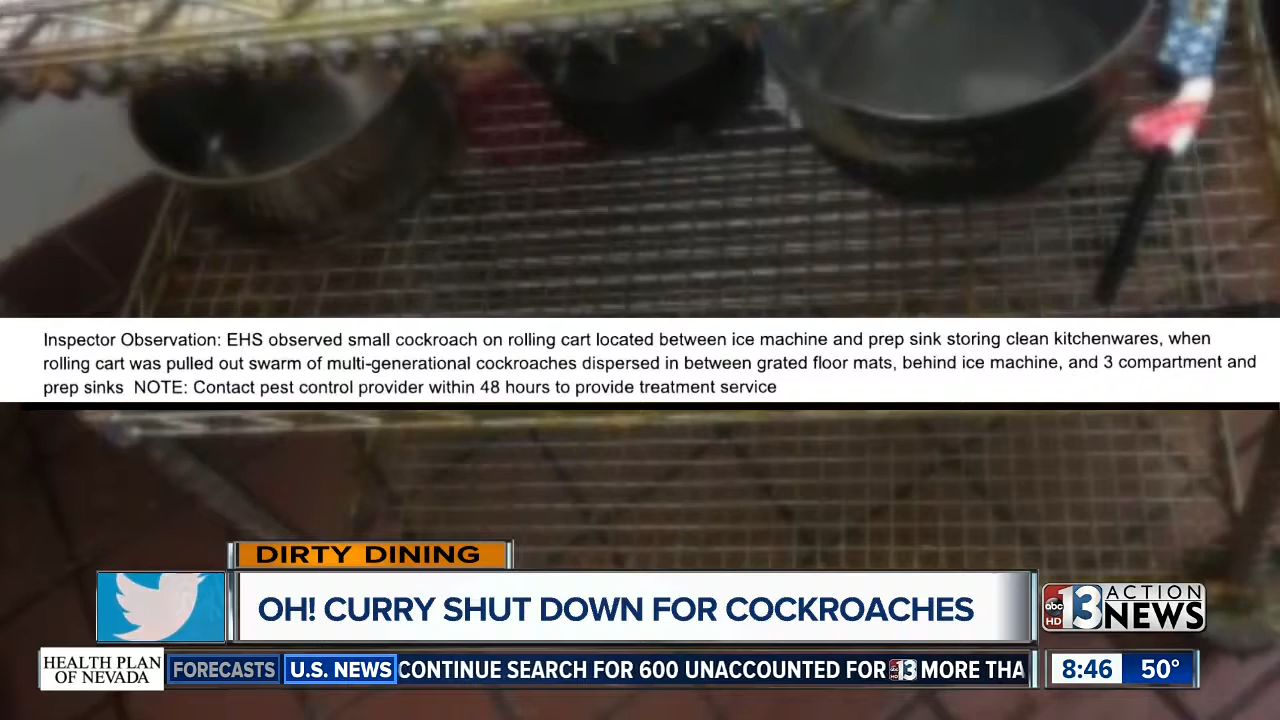 Inspector Observation: EHS observed small cockroach on rolling cart located between ice machine and prep sink storing clean kitchenwares, when
rolling cart was pulled out swarm of multi-generational cockroaches dispersed in between grated floor mats, behind ice machine, and 3 compartment and
prep sinks NOTE: Contact pest control provider within 48 hours to provide treatment service
DIRTY DINING
OH! CURRY SHUT DOWN FOR COCKROACHES
abc HD 13 ACTION NEWS
HEALTH PLAN
OF NEVADA
FORECASTS U.S. NEWS CONTINUE SEARCH FOR 600 UNACCOUNTED FOR 13 MORE THA
8:46 50°